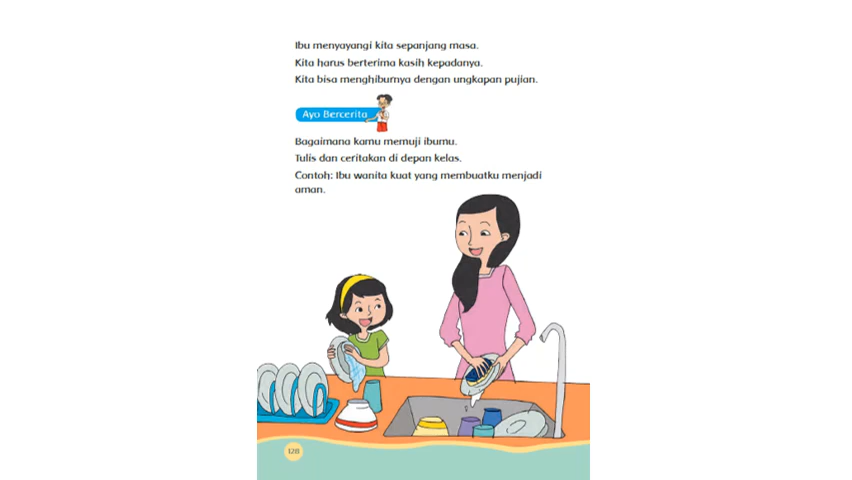 Ibu menyayangi kita sepanjang masa.
Kita harus berterima kasih kepadanya.
Kita bisa menghiburnya dengan ungkapan pujian.
Ayo Bercerita
Bagaimana kamu memuji ibumu.
Tulis dan ceritakan di depan kelas.
Contoh: Ibu wanita kuat yang membuatku menjadi
aman.
128